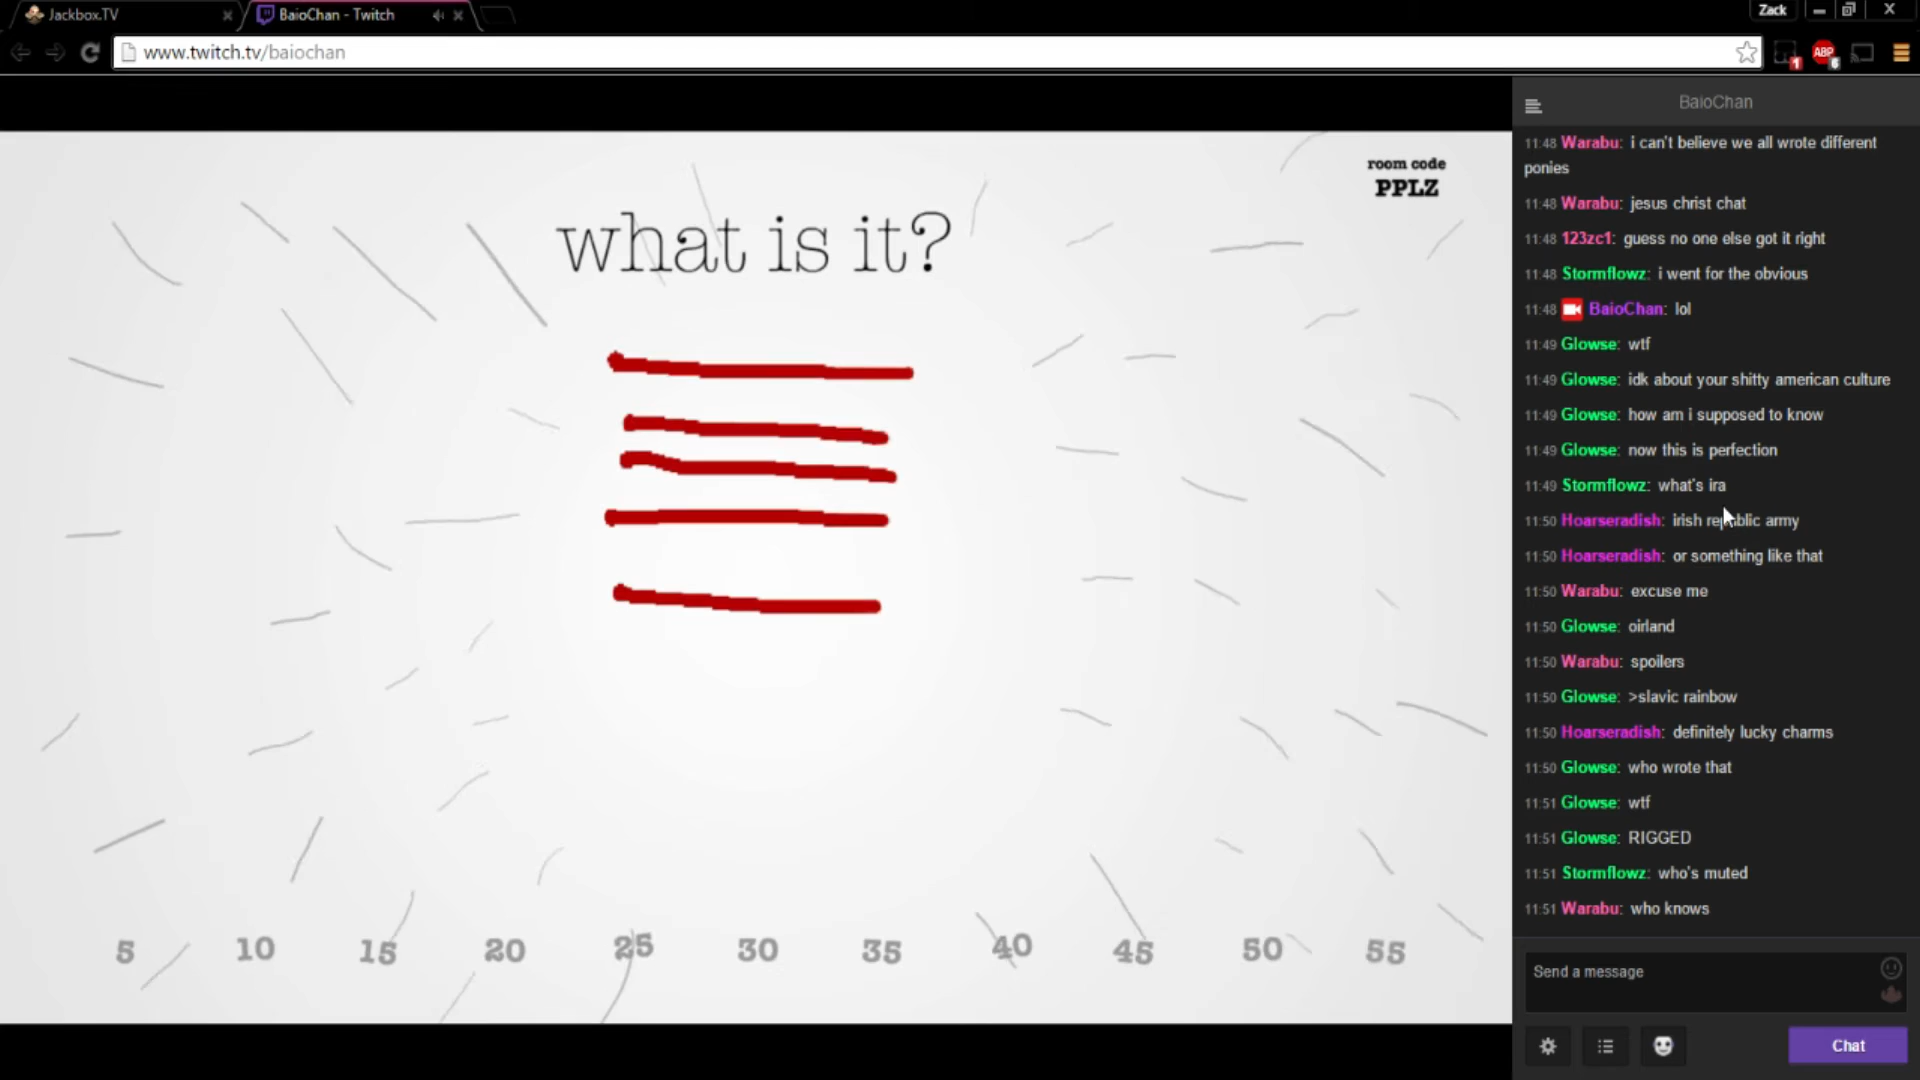 Jackbox.TV
BaioChan - Twitch
Zack
www.twitch.tv/baiochan
1
ABP
6
room code
PPLZ
what is it?
5 10 15 20 25 30 35 40 45 50 55
BaioChan
11:48 Warabu: i can't believe we all wrote different
ponies
11:48 Warabu: jesus christ chat
11:48 123zc1: guess no one else got it right
11:48 Stormflowz: i went for the obvious
11:48 BaioChan: lol
11:49 Glowse: wtf
11:49 Glowse: idk about your shitty american culture
11:49 Glowse: how am i supposed to know
11:49 Glowse: now this is perfection
11:49 Stormflowz: what's ira
11:50 Hoarseradish: irish republic army
11:50 Hoarseradish: or something like that
11:50 Warabu: excuse me
11:50 Glowse: oirland
11:50 Warabu: spoilers
11:50 Glowse: >slavic rainbow
11:50 Hoarseradish: definitely lucky charms
11:50 Glowse: who wrote that
11:51 Glowse: wtf
11:51 Glowse: RIGGED
11:51 Stormflowz: who's muted
11:51 Warabu: who knows
Send a message
Chat